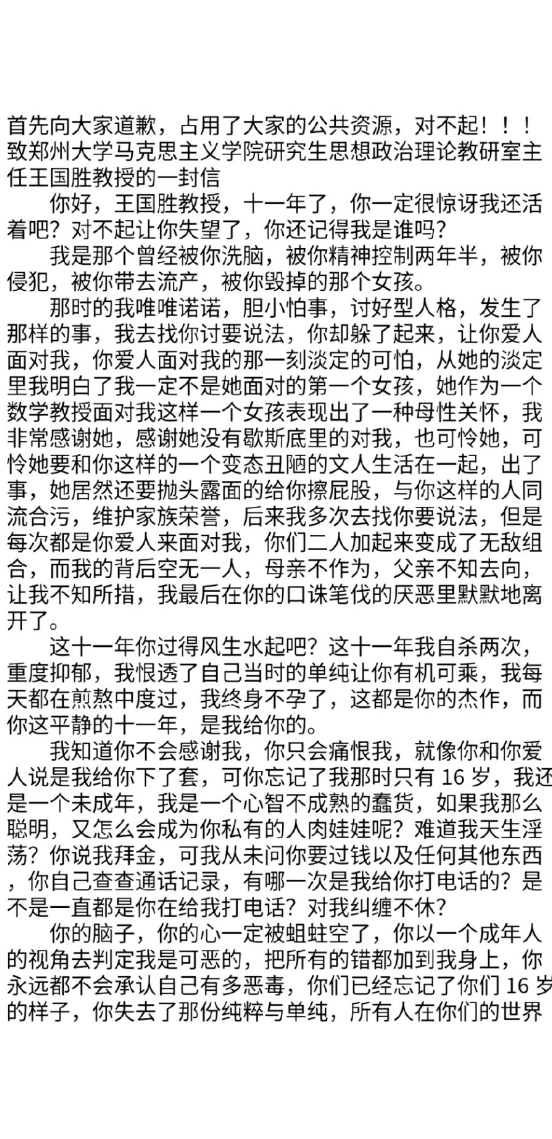 首先向大家道歉，占用了大家的公共资源，对不起！！！
致郑州大学马克思主义学院研究生思想政治理论教研室主
任王国胜教授的一封信
你好，王国胜教授，十一年了，你一定很惊讶我还活
着吧？对不起让你失望了，你还记得我是谁吗？
我是那个曾经被你洗脑，被你精神控制两年半，被你
侵犯，被你带去流产，被你毁掉的那个女孩。
那时的我唯唯诺诺，胆小怕事，讨好型人格，发生了
那样的事，我去找你讨要说法，你却躲了起来，让你爱人
面对我，你爱人面对我的那一刻淡定的可怕，从她的淡定
里我明白了我一定不是她面对的第一个女孩，她作为一个
数学教授面对我这样一个女孩表现出了一种母性关怀，我
非常感谢她，感谢她没有歇斯底里的对我，也可怜她，可
怜她要和你这样的一个变态丑陋的文人生活在一起，出了
事，她居然还要抛头露面的给你擦屁股，与你这样的人同
流合污，维护家族荣誉，后来我多次去找你要说法，但是
每次都是你爱人来面对我，你们二人加起来变成了无敌组
合，而我的背后空无一人，母亲不作为，父亲不知去向，
让我不知所措，我最后在你的口诛笔伐的厌恶里默默地离
开了。
这十一年你过得风生水起吧？这十一年我自杀两次，
重度抑郁，我恨透了自己当时的单纯让你有机可乘，我每
天都在煎熬中度过，我终身不孕了，这都是你的杰作，而
你这平静的十一年，是我给你的。
我知道你不会感谢我，你只会痛恨我，就像你和你爱
人说是我给你下了套，可你忘记了我那时只有 16 岁，我还
是一个未成年，我是一个心智不成熟的蠢货，如果我那么
聪明，又怎么会成为你私有的人肉娃娃呢？难道我天生淫
荡？你说我拜金，可我从未问你要过钱以及任何其他东西
，你自己查查通话记录，有哪一次是我给你打电话的？是
不是一直都是你在给我打电话？对我纠缠不休？
你的脑子，你的心一定被蛆蛀空了，你以一个成年人
的视角去判定我是可恶的，把所有的错都加到我身上，你
永远都不会承认自己有多恶毒，你们已经忘记了你们 16 岁
的样子，你失去了那份纯粹与单纯，所有人在你们的世界